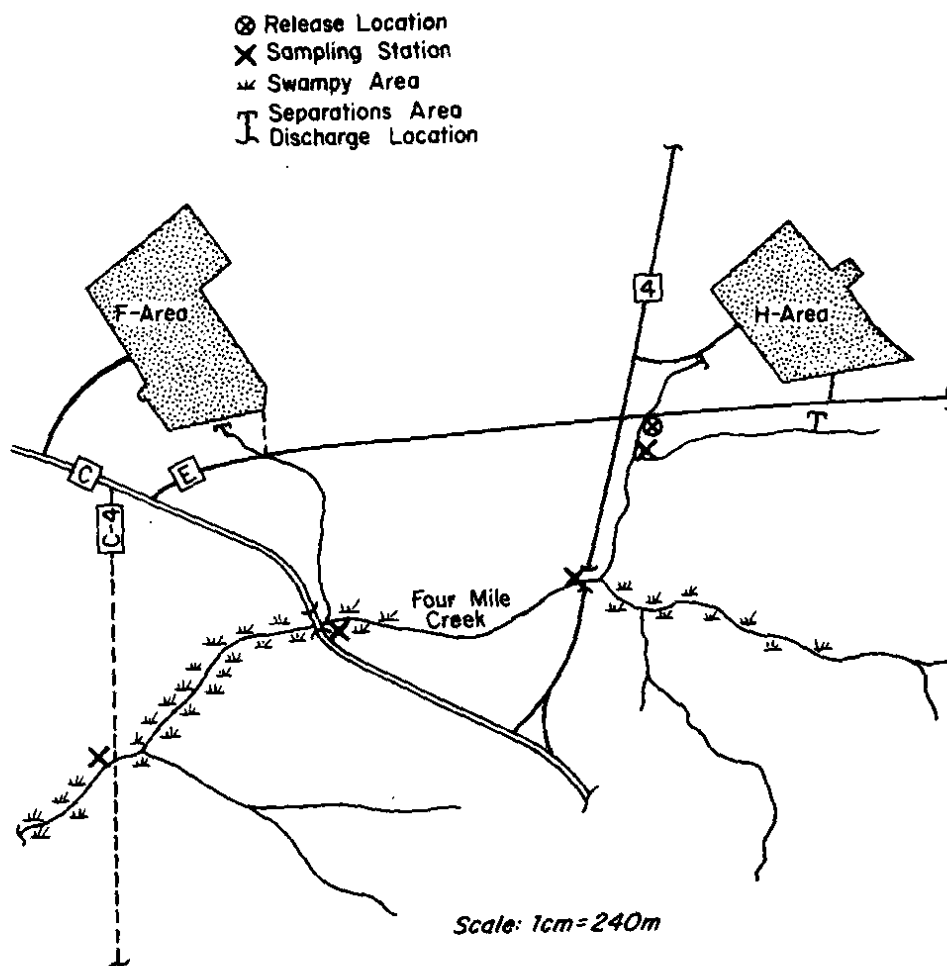 Release Location
Sampling Station
Swampy Area
Separations Area
Discharge Location
4
F-Area
H-Area
C
E
C-4
Four Mile
Creek
Scale: 1cm=240m